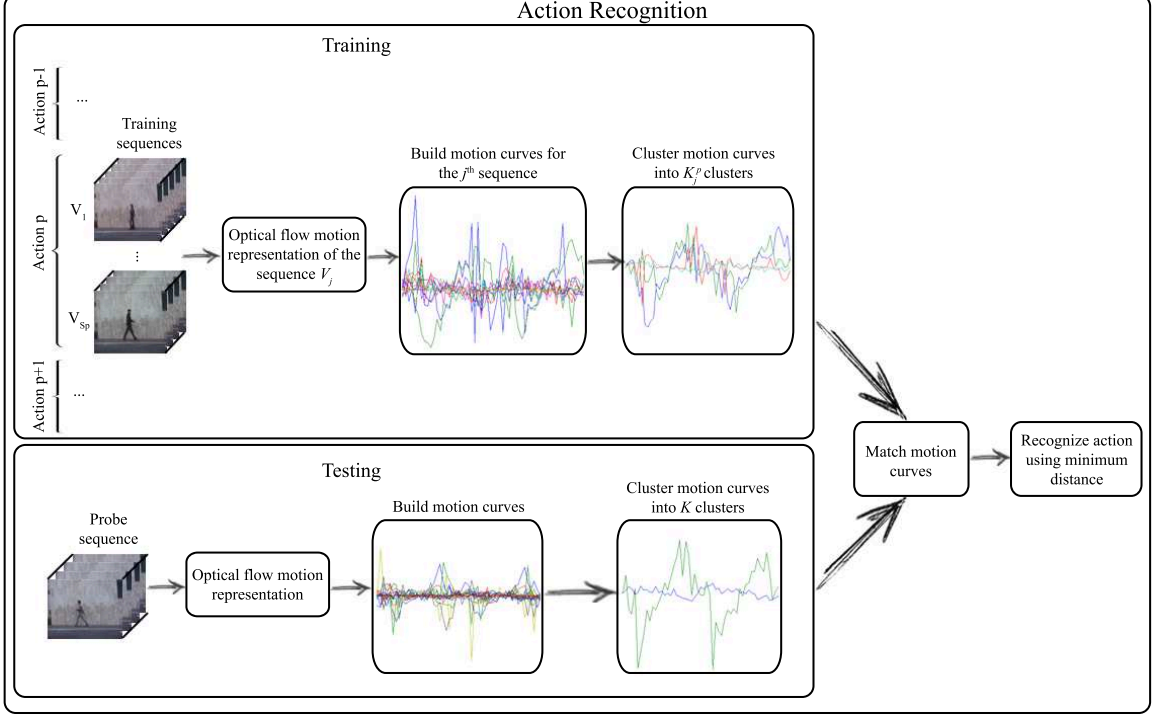 Action Recognition
Training
Action p-1
...
Training
sequences
Action p
V1
⋮
VSp
Action p+1
...
Optical flow motion
representation of the
sequence Vj
Build motion curves for
the jth sequence
Cluster motion curves
into Kjp clusters
Testing
Probe
sequence
Optical flow motion
representation
Build motion curves
Cluster motion curves
into K clusters
Match motion
curves
Recognize action
using minimum
distance